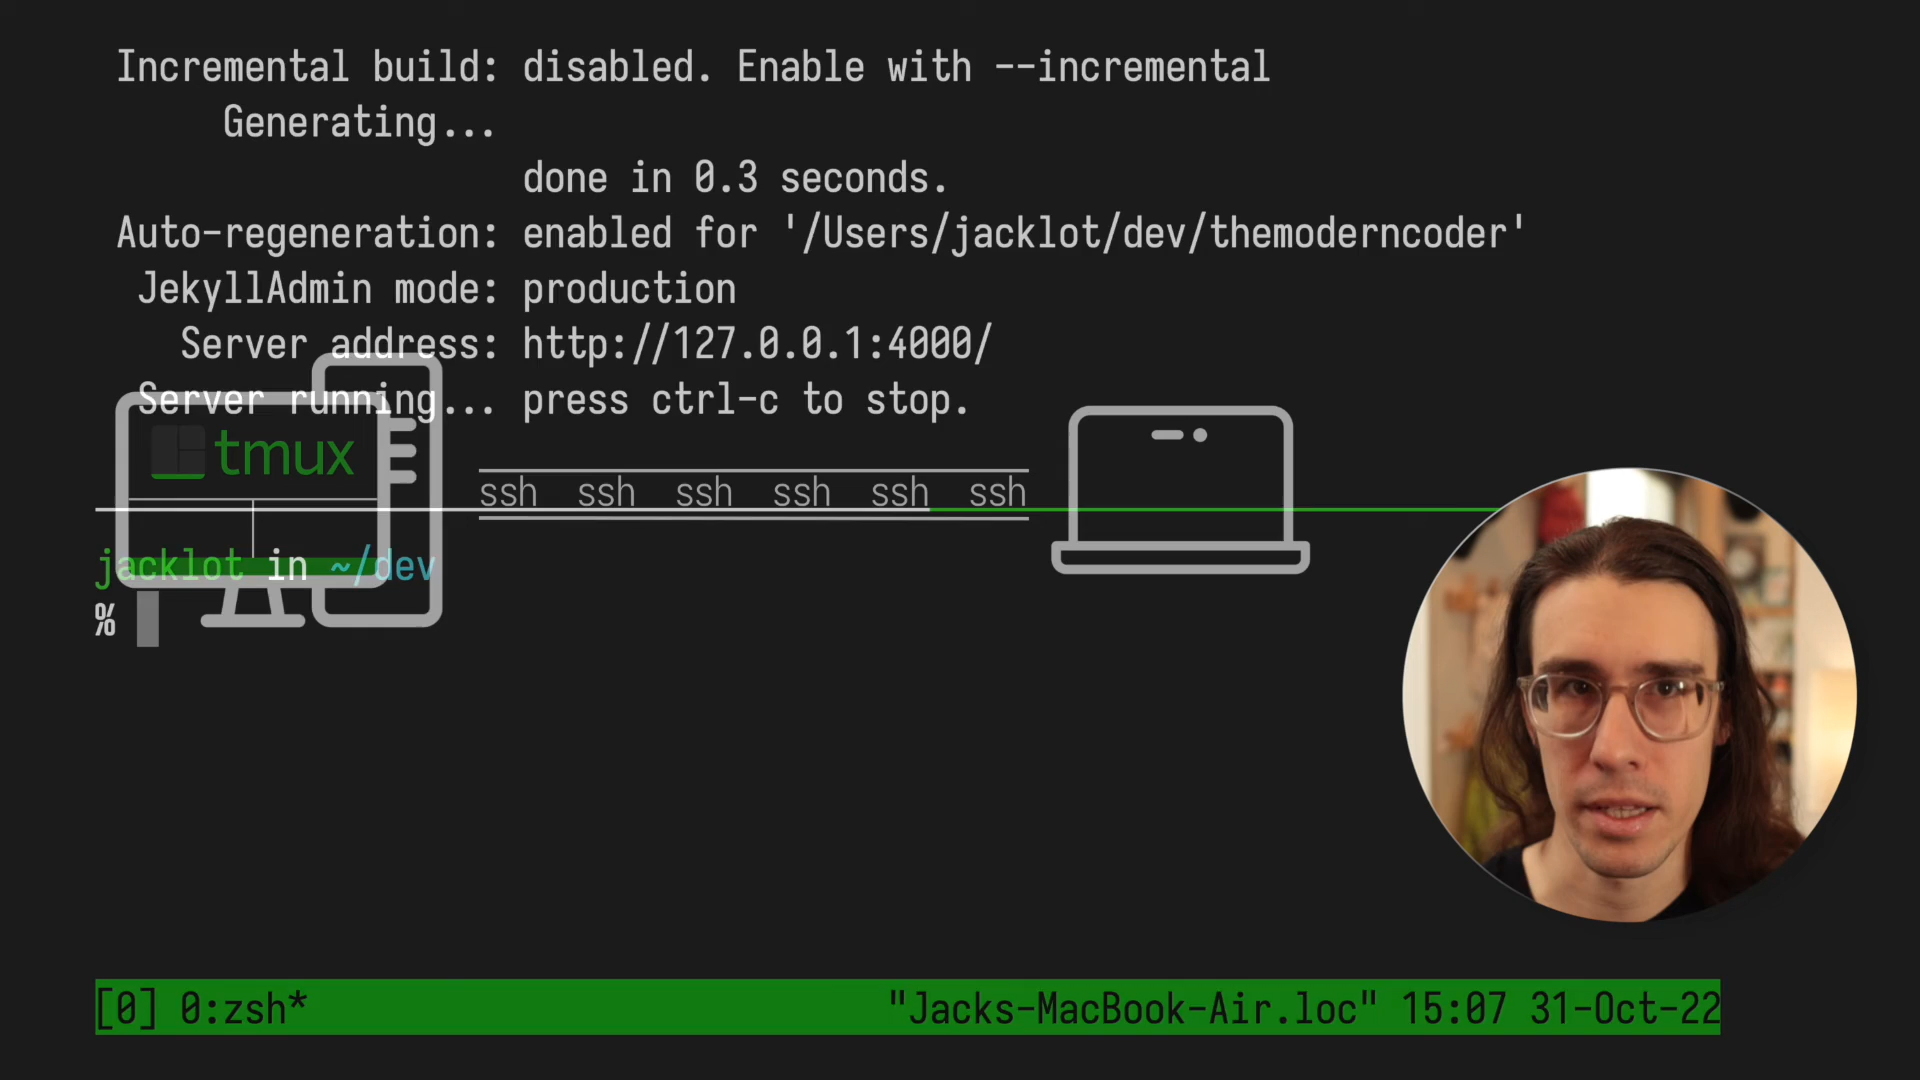 Incremental build: disabled. Enable with --incremental
Generating...
done in 0.3 seconds.
Auto-regeneration: enabled for '/Users/jacklot/dev/themoderncoder'
JekyllAdmin mode: production
Server address: http://127.0.0.1:4000/
Server running... press ctrl-c to stop.
tmux
ssh ssh ssh ssh ssh ssh
jacklot in ~/dev
%
[0] 0:zsh* "Jacks-MacBook-Air.loc" 15:07 31-Oct-22